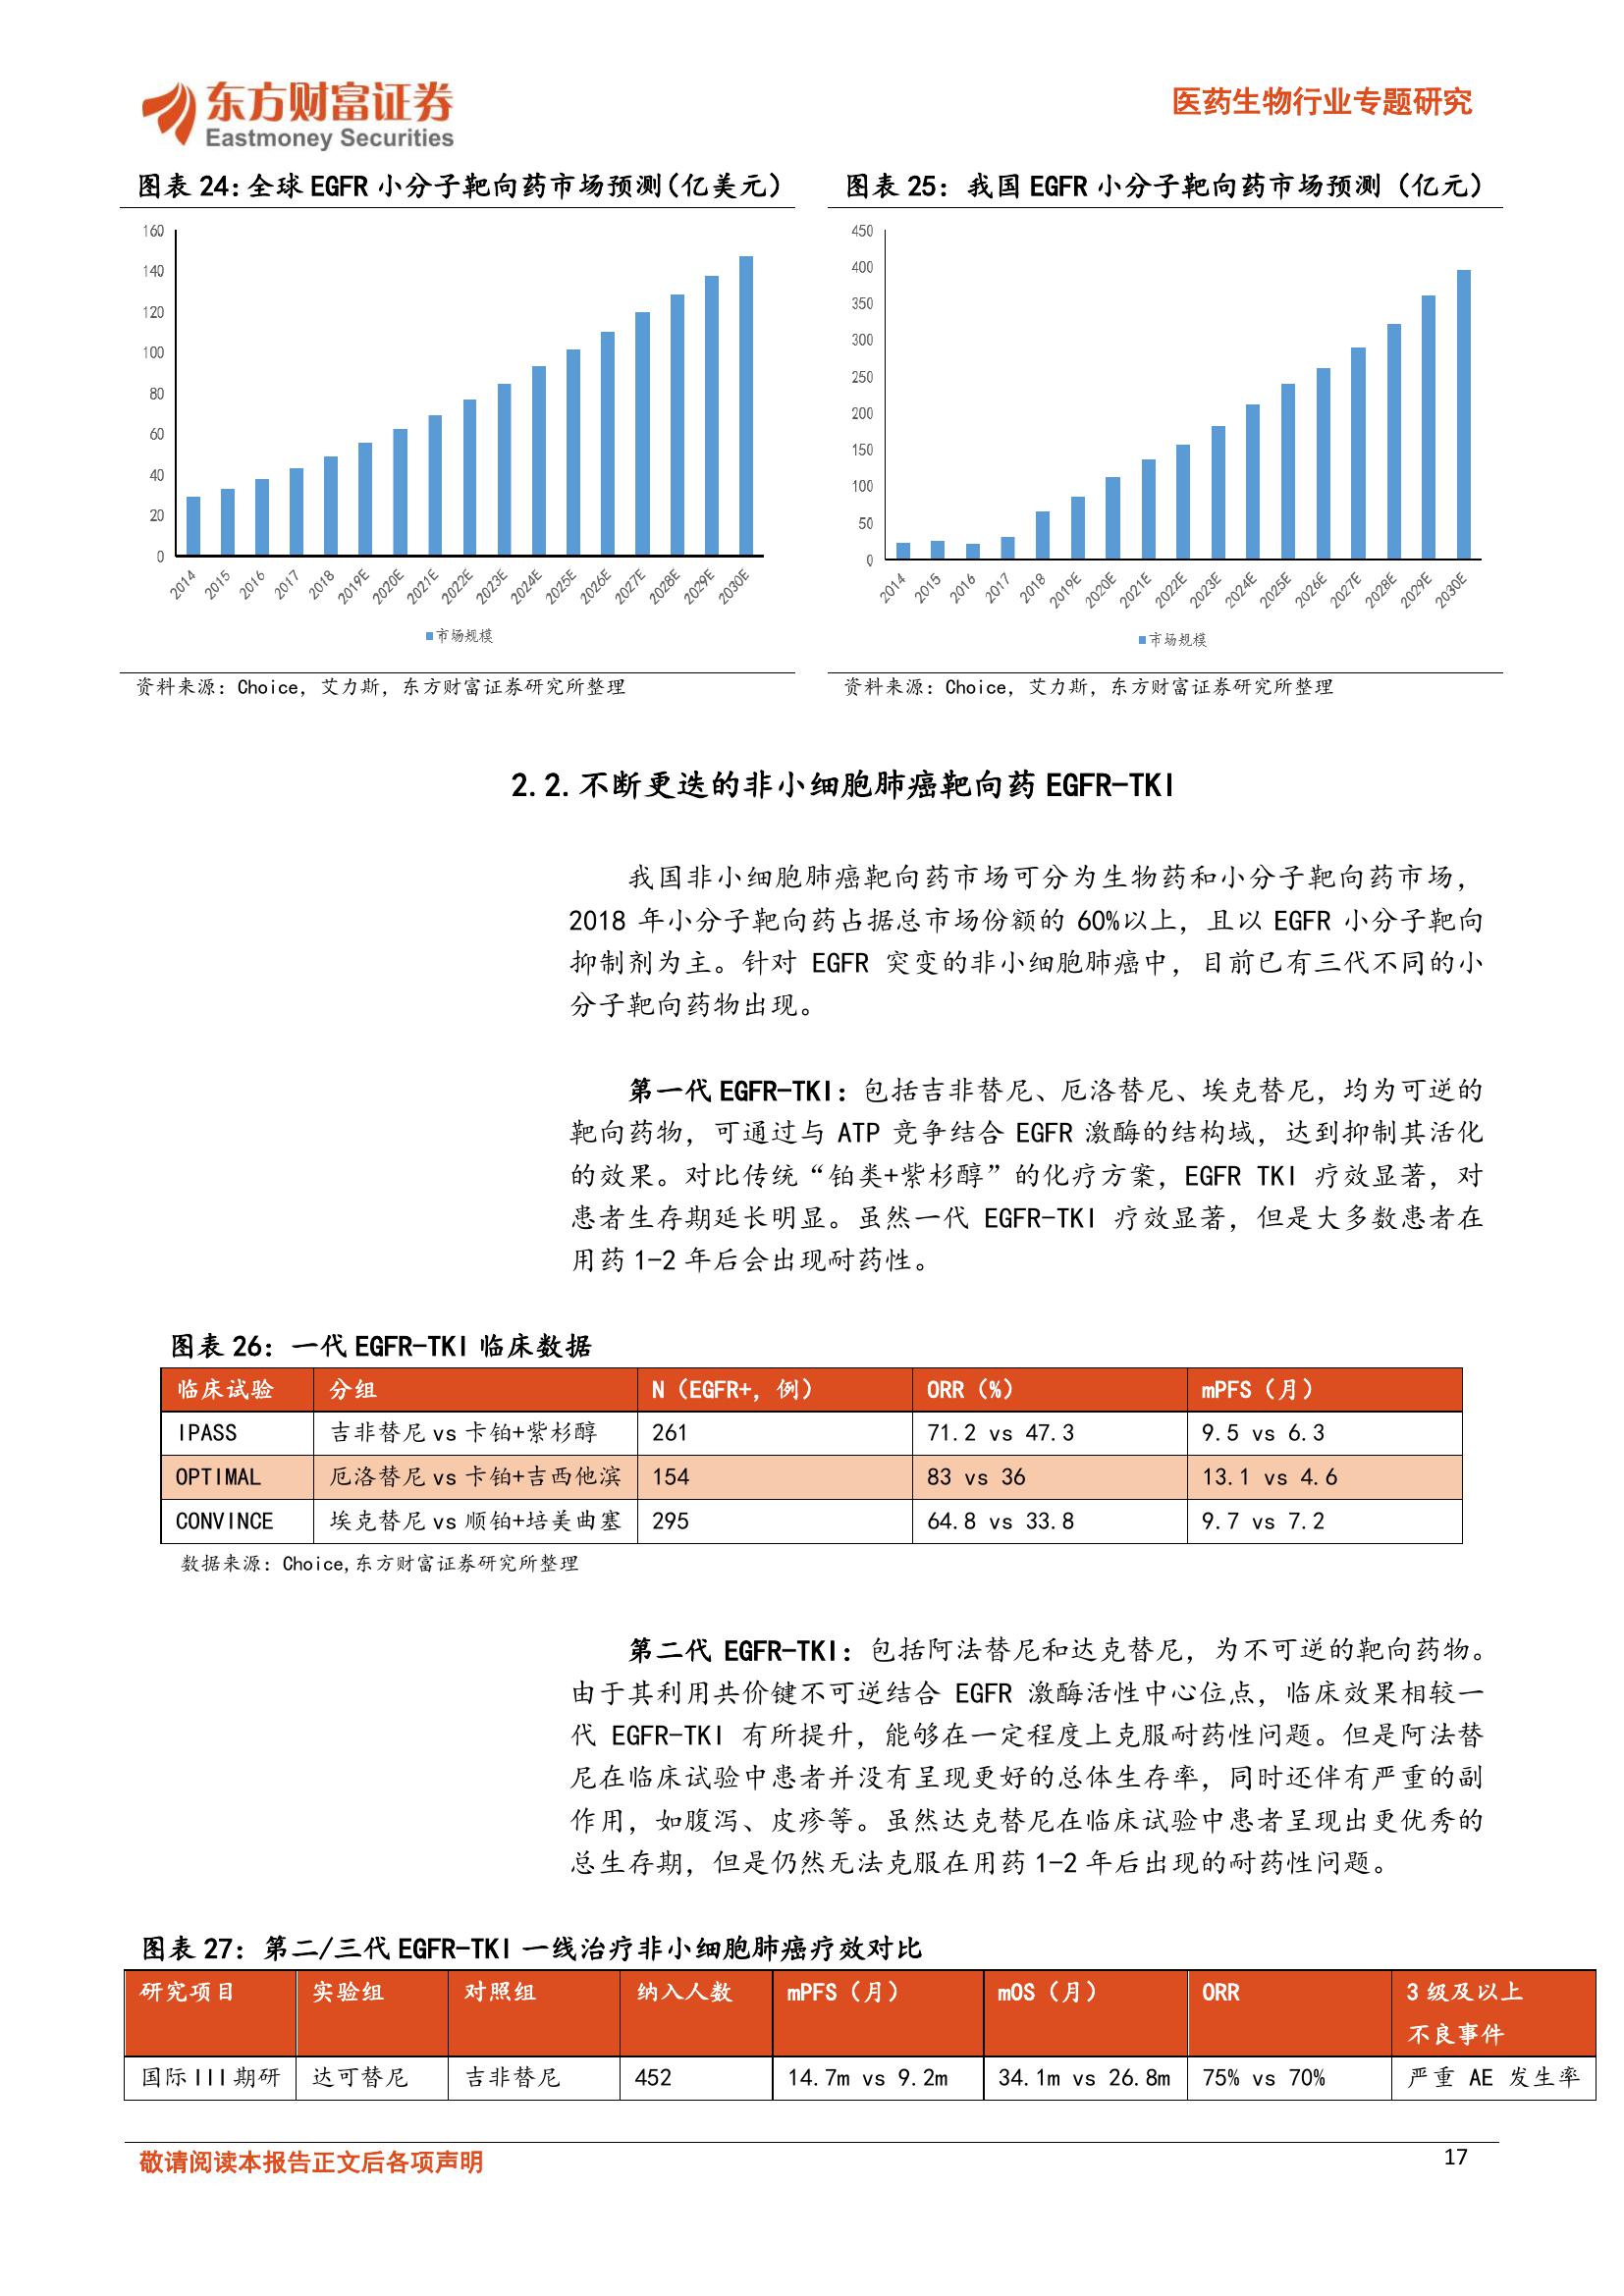 东方财富证券
Eastmoney Securities
医药生物行业专题研究
图表 24:全球 EGFR 小分子靶向药市场预测(亿美元)
160
140
120
100
80
60
40
20
0
2014
2015
2016
2017
2018
2019E
2020E
2021E
2022E
2023E
2024E
2025E
2026E
2027E
2028E
2029E
2030E
市场规模
资料来源：Choice，艾力斯，东方财富证券研究所整理
图表 25：我国 EGFR 小分子靶向药市场预测（亿元）
450
400
350
300
250
200
150
100
50
0
2014
2015
2016
2017
2018
2019E
2020E
2021E
2022E
2023E
2024E
2025E
2026E
2027E
2028E
2029E
2030E
市场规模
资料来源：Choice，艾力斯，东方财富证券研究所整理
2.2.不断更迭的非小细胞肺癌靶向药 EGFR-TKI
我国非小细胞肺癌靶向药市场可分为生物药和小分子靶向药市场，
2018 年小分子靶向药占据总市场份额的 60%以上，且以 EGFR 小分子靶向
抑制剂为主。针对 EGFR 突变的非小细胞肺癌中，目前已有三代不同的小
分子靶向药物出现。
第一代 EGFR-TKI：包括吉非替尼、厄洛替尼、埃克替尼，均为可逆的
靶向药物，可通过与 ATP 竞争结合 EGFR 激酶的结构域，达到抑制其活化
的效果。对比传统“铂类+紫杉醇”的化疗方案，EGFR TKI 疗效显著，对
患者生存期延长明显。虽然一代 EGFR-TKI 疗效显著，但是大多数患者在
用药 1-2 年后会出现耐药性。
图表 26：一代 EGFR-TKI 临床数据
临床试验 分组 N（EGFR+，例） ORR（%） mPFS（月）
IPASS 吉非替尼 vs 卡铂+紫杉醇 261 71.2 vs 47.3 9.5 vs 6.3
OPTIMAL 厄洛替尼 vs 卡铂+吉西他滨 154 83 vs 36 13.1 vs 4.6
CONVINCE 埃克替尼 vs 顺铂+培美曲塞 295 64.8 vs 33.8 9.7 vs 7.2
数据来源：Choice,东方财富证券研究所整理
第二代 EGFR-TKI：包括阿法替尼和达克替尼，为不可逆的靶向药物。
由于其利用共价键不可逆结合 EGFR 激酶活性中心位点，临床效果相较一
代 EGFR-TKI 有所提升，能够在一定程度上克服耐药性问题。但是阿法替
尼在临床试验中患者并没有呈现更好的总体生存率，同时还伴有严重的副
作用，如腹泻、皮疹等。虽然达克替尼在临床试验中患者呈现出更优秀的
总生存期，但是仍然无法克服在用药 1-2 年后出现的耐药性问题。
图表 27：第二/三代 EGFR-TKI 一线治疗非小细胞肺癌疗效对比
研究项目 实验组 对照组 纳入人数 mPFS（月） mOS（月） ORR 3 级及以上
不良事件
国际 III 期研 达可替尼 吉非替尼 452 14.7m vs 9.2m 34.1m vs 26.8m 75% vs 70% 严重 AE 发生率
敬请阅读本报告正文后各项声明
17